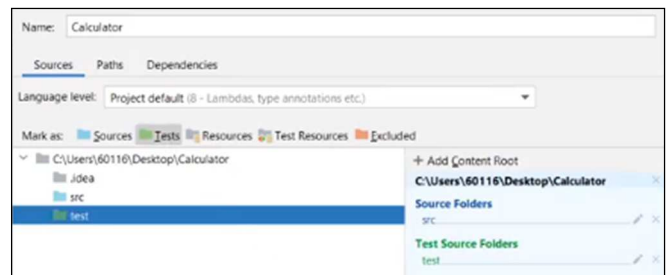 Name: Calculator
Sources Paths Dependencies
Language level: Project default (8 - Lambdas, type annotations etc.)
Mark as: Sources Tests Resources Test Resources Excluded
C:\Users\60116\Desktop\Calculator
.idea
src
test
+ Add Content Root
C:\Users\60116\Desktop\Calculator
Source Folders
src
Test Source Folders
test